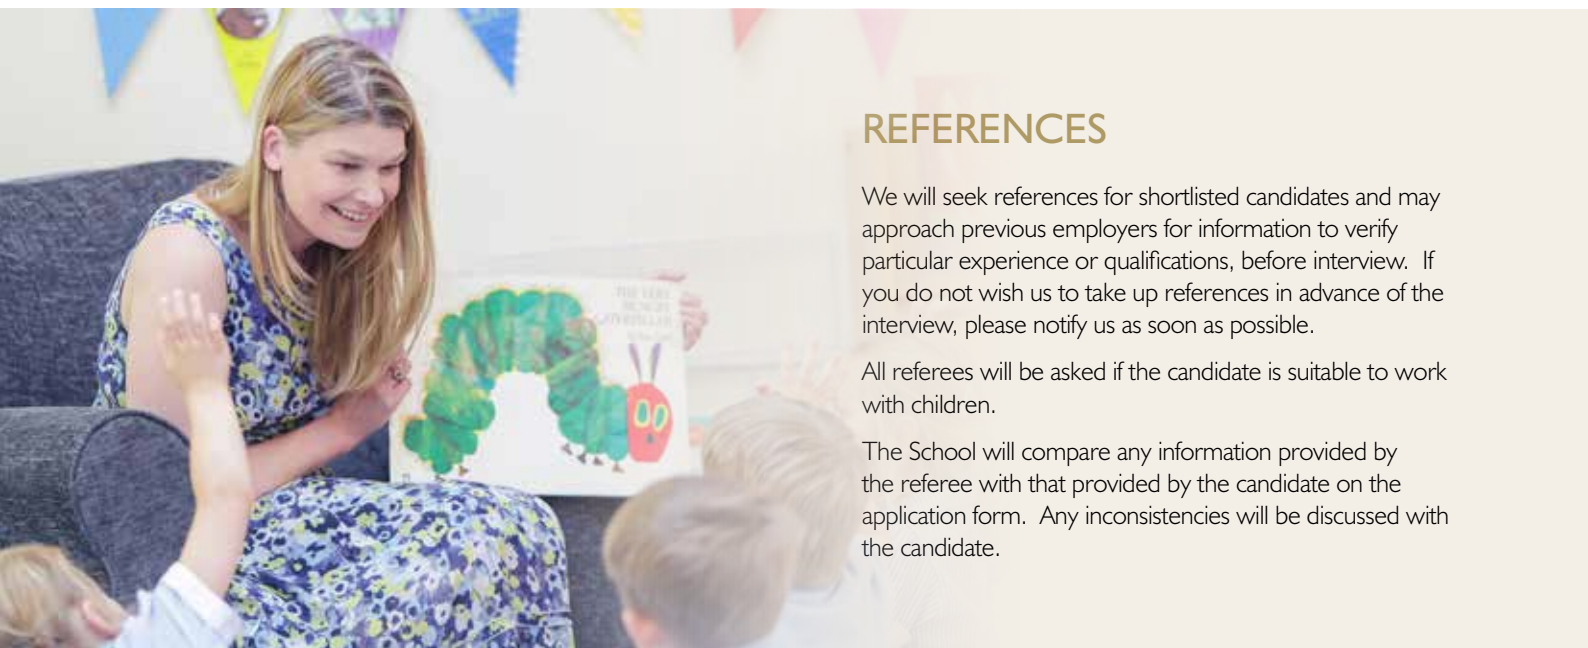 THE VERY
HUNGRY
CATERPILLAR
REFERENCES
We will seek references for shortlisted candidates and may
approach previous employers for information to verify
particular experience or qualifications, before interview.  If
you do not wish us to take up references in advance of the
interview, please notify us as soon as possible.
All referees will be asked if the candidate is suitable to work
with children.
The School will compare any information provided by
the referee with that provided by the candidate on the
application form.  Any inconsistencies will be discussed with
the candidate.